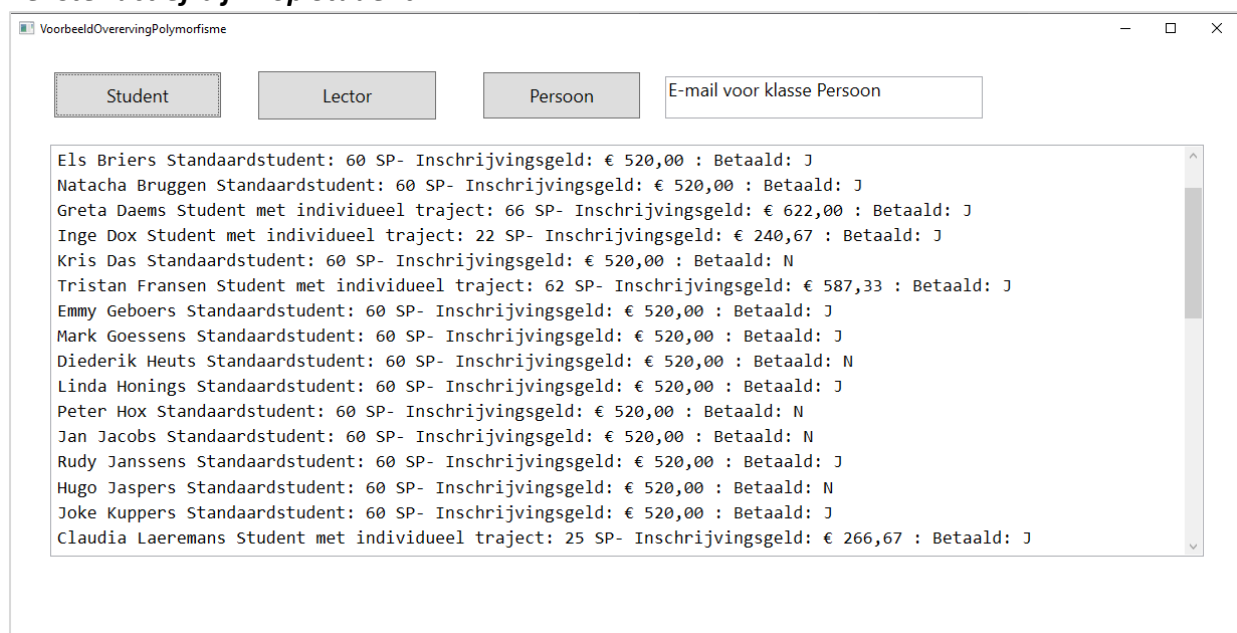 VoorbeeldOverervingPolymorfisme
Student Lector Persoon E-mail voor klasse Persoon
Els Briers Standaardstudent: 60 SP- Inschrijvingsgeld: € 520,00 : Betaald: J
Natacha Bruggen Standaardstudent: 60 SP- Inschrijvingsgeld: € 520,00 : Betaald: J
Greta Daems Student met individueel traject: 66 SP- Inschrijvingsgeld: € 622,00 : Betaald: J
Inge Dox Student met individueel traject: 22 SP- Inschrijvingsgeld: € 240,67 : Betaald: J
Kris Das Standaardstudent: 60 SP- Inschrijvingsgeld: € 520,00 : Betaald: N
Tristan Fransen Student met individueel traject: 62 SP- Inschrijvingsgeld: € 587,33 : Betaald: J
Emmy Geboers Standaardstudent: 60 SP- Inschrijvingsgeld: € 520,00 : Betaald: J
Mark Goessens Standaardstudent: 60 SP- Inschrijvingsgeld: € 520,00 : Betaald: J
Diederik Heuts Standaardstudent: 60 SP- Inschrijvingsgeld: € 520,00 : Betaald: N
Linda Honings Standaardstudent: 60 SP- Inschrijvingsgeld: € 520,00 : Betaald: J
Peter Hox Standaardstudent: 60 SP- Inschrijvingsgeld: € 520,00 : Betaald: N
Jan Jacobs Standaardstudent: 60 SP- Inschrijvingsgeld: € 520,00 : Betaald: N
Rudy Janssens Standaardstudent: 60 SP- Inschrijvingsgeld: € 520,00 : Betaald: J
Hugo Jaspers Standaardstudent: 60 SP- Inschrijvingsgeld: € 520,00 : Betaald: N
Joke Kuppers Standaardstudent: 60 SP- Inschrijvingsgeld: € 520,00 : Betaald: J
Claudia Laeremans Student met individueel traject: 25 SP- Inschrijvingsgeld: € 266,67 : Betaald: J